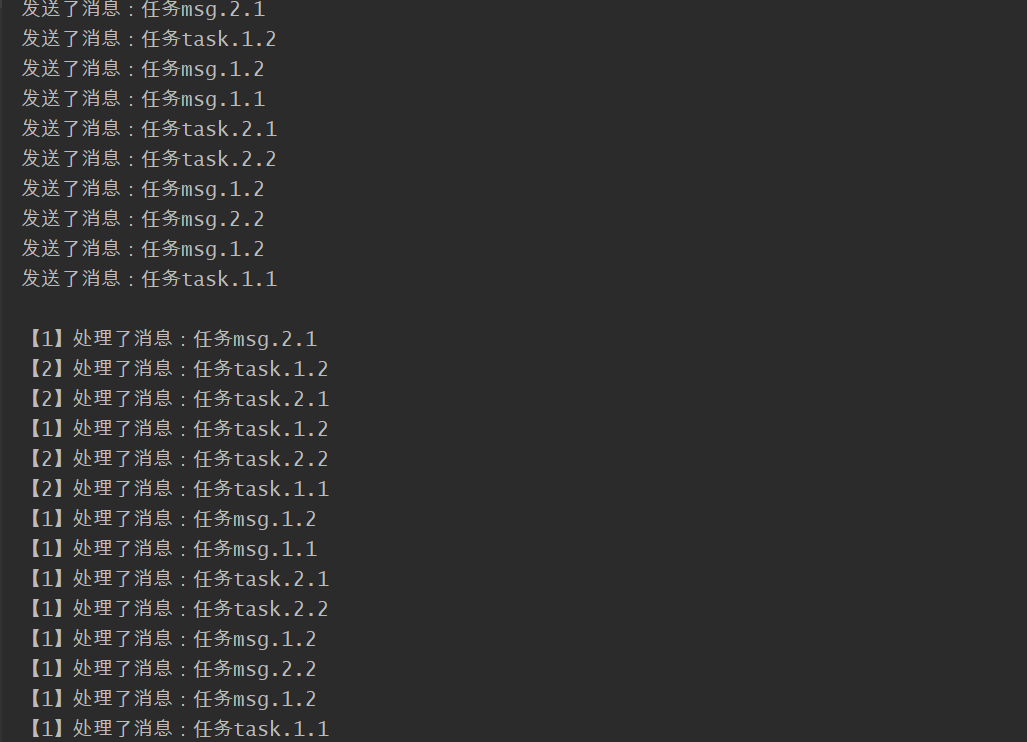 发送了消息：任务msg.2.1
发送了消息：任务task.1.2
发送了消息：任务msg.1.2
发送了消息：任务msg.1.1
发送了消息：任务task.2.1
发送了消息：任务task.2.2
发送了消息：任务msg.1.2
发送了消息：任务msg.2.2
发送了消息：任务msg.1.2
发送了消息：任务task.1.1
【1】处理了消息：任务msg.2.1
【2】处理了消息：任务task.1.2
【2】处理了消息：任务task.2.1
【1】处理了消息：任务task.1.2
【2】处理了消息：任务task.2.2
【2】处理了消息：任务task.1.1
【1】处理了消息：任务msg.1.2
【1】处理了消息：任务msg.1.1
【1】处理了消息：任务task.2.1
【1】处理了消息：任务task.2.2
【1】处理了消息：任务msg.1.2
【1】处理了消息：任务msg.2.2
【1】处理了消息：任务msg.1.2
【1】处理了消息：任务task.1.1